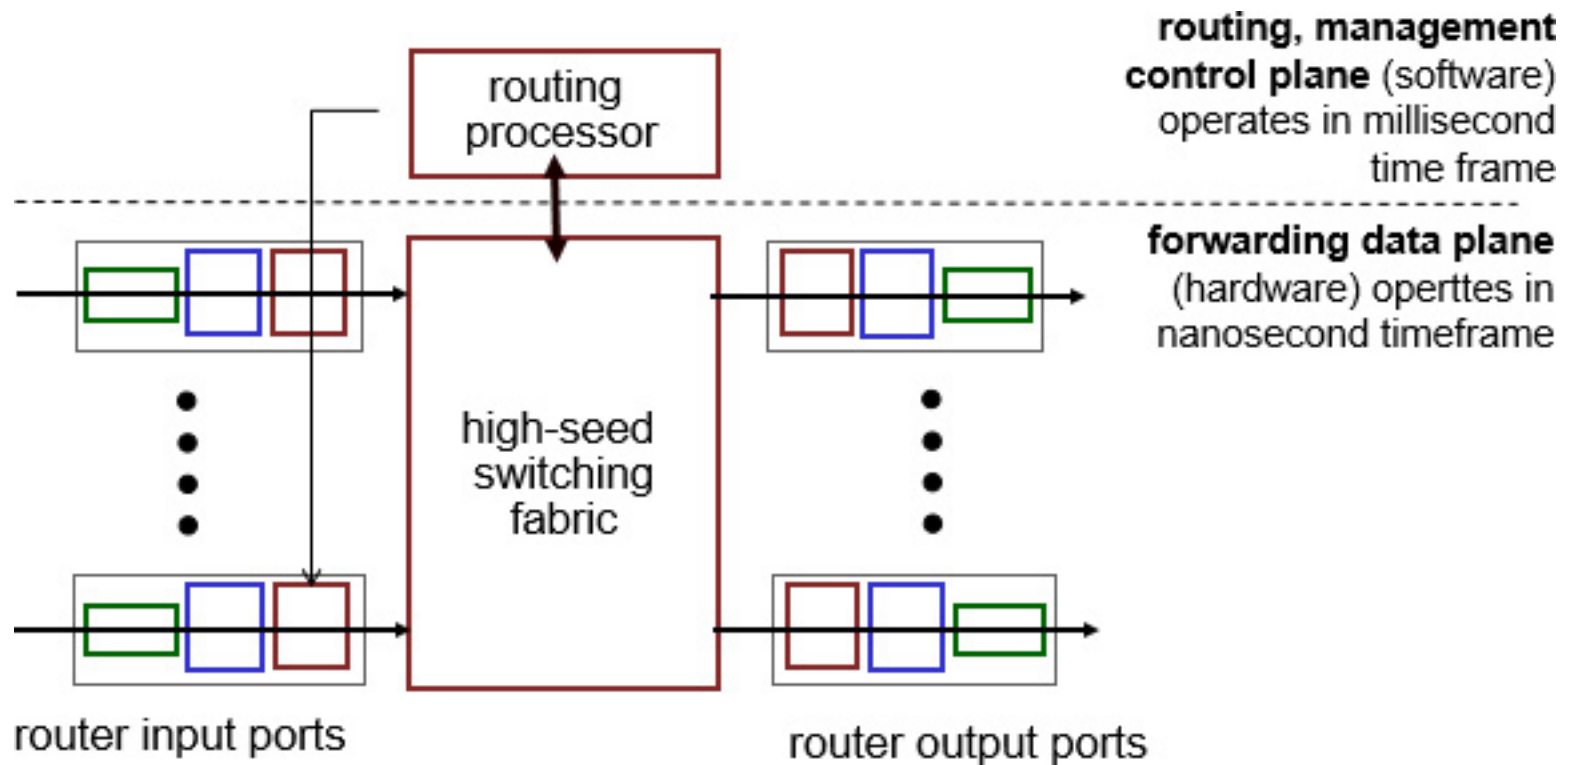 routing, management
control plane (software)
operates in millisecond
time frame
routing
processor
forwarding data plane
(hardware) operttes in
nanosecond timeframe
high-seed
switching
fabric
router input ports
router output ports